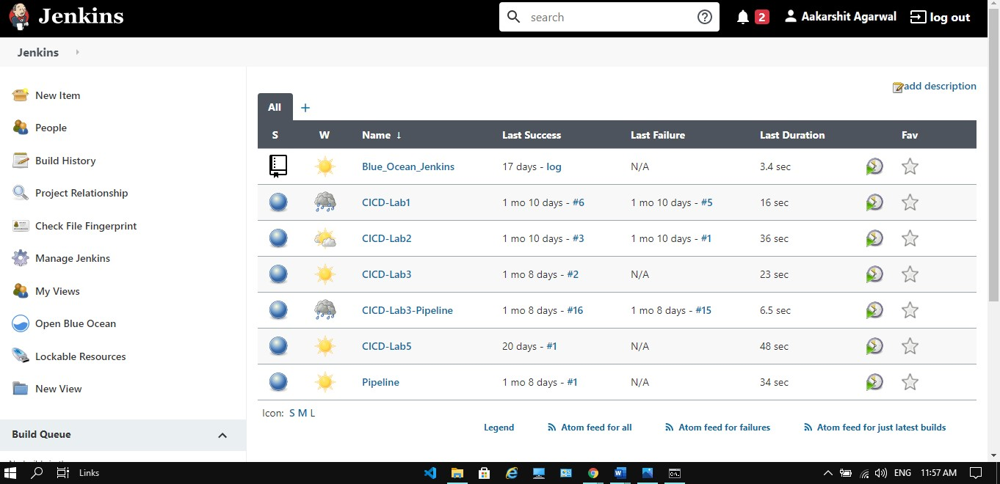 Jenkins
search
2
Aakarshit Agarwal
log out
Jenkins
New Item
People
Build History
Project Relationship
Check File Fingerprint
Manage Jenkins
My Views
Open Blue Ocean
Lockable Resources
New View
Build Queue
add description
All +
S W Name ↓ Last Success Last Failure Last Duration Fav
Blue_Ocean_Jenkins 17 days - log N/A 3.4 sec
CICD-Lab1 1 mo 10 days - #6 1 mo 10 days - #5 16 sec
CICD-Lab2 1 mo 10 days - #3 1 mo 10 days - #1 36 sec
CICD-Lab3 1 mo 8 days - #2 N/A 23 sec
CICD-Lab3-Pipeline 1 mo 8 days - #16 1 mo 8 days - #15 6.5 sec
CICD-Lab5 20 days - #1 N/A 48 sec
Pipeline 1 mo 8 days - #1 N/A 34 sec
Icon: S M L
Legend Atom feed for all Atom feed for failures Atom feed for just latest builds
Links ENG 11:57 AM